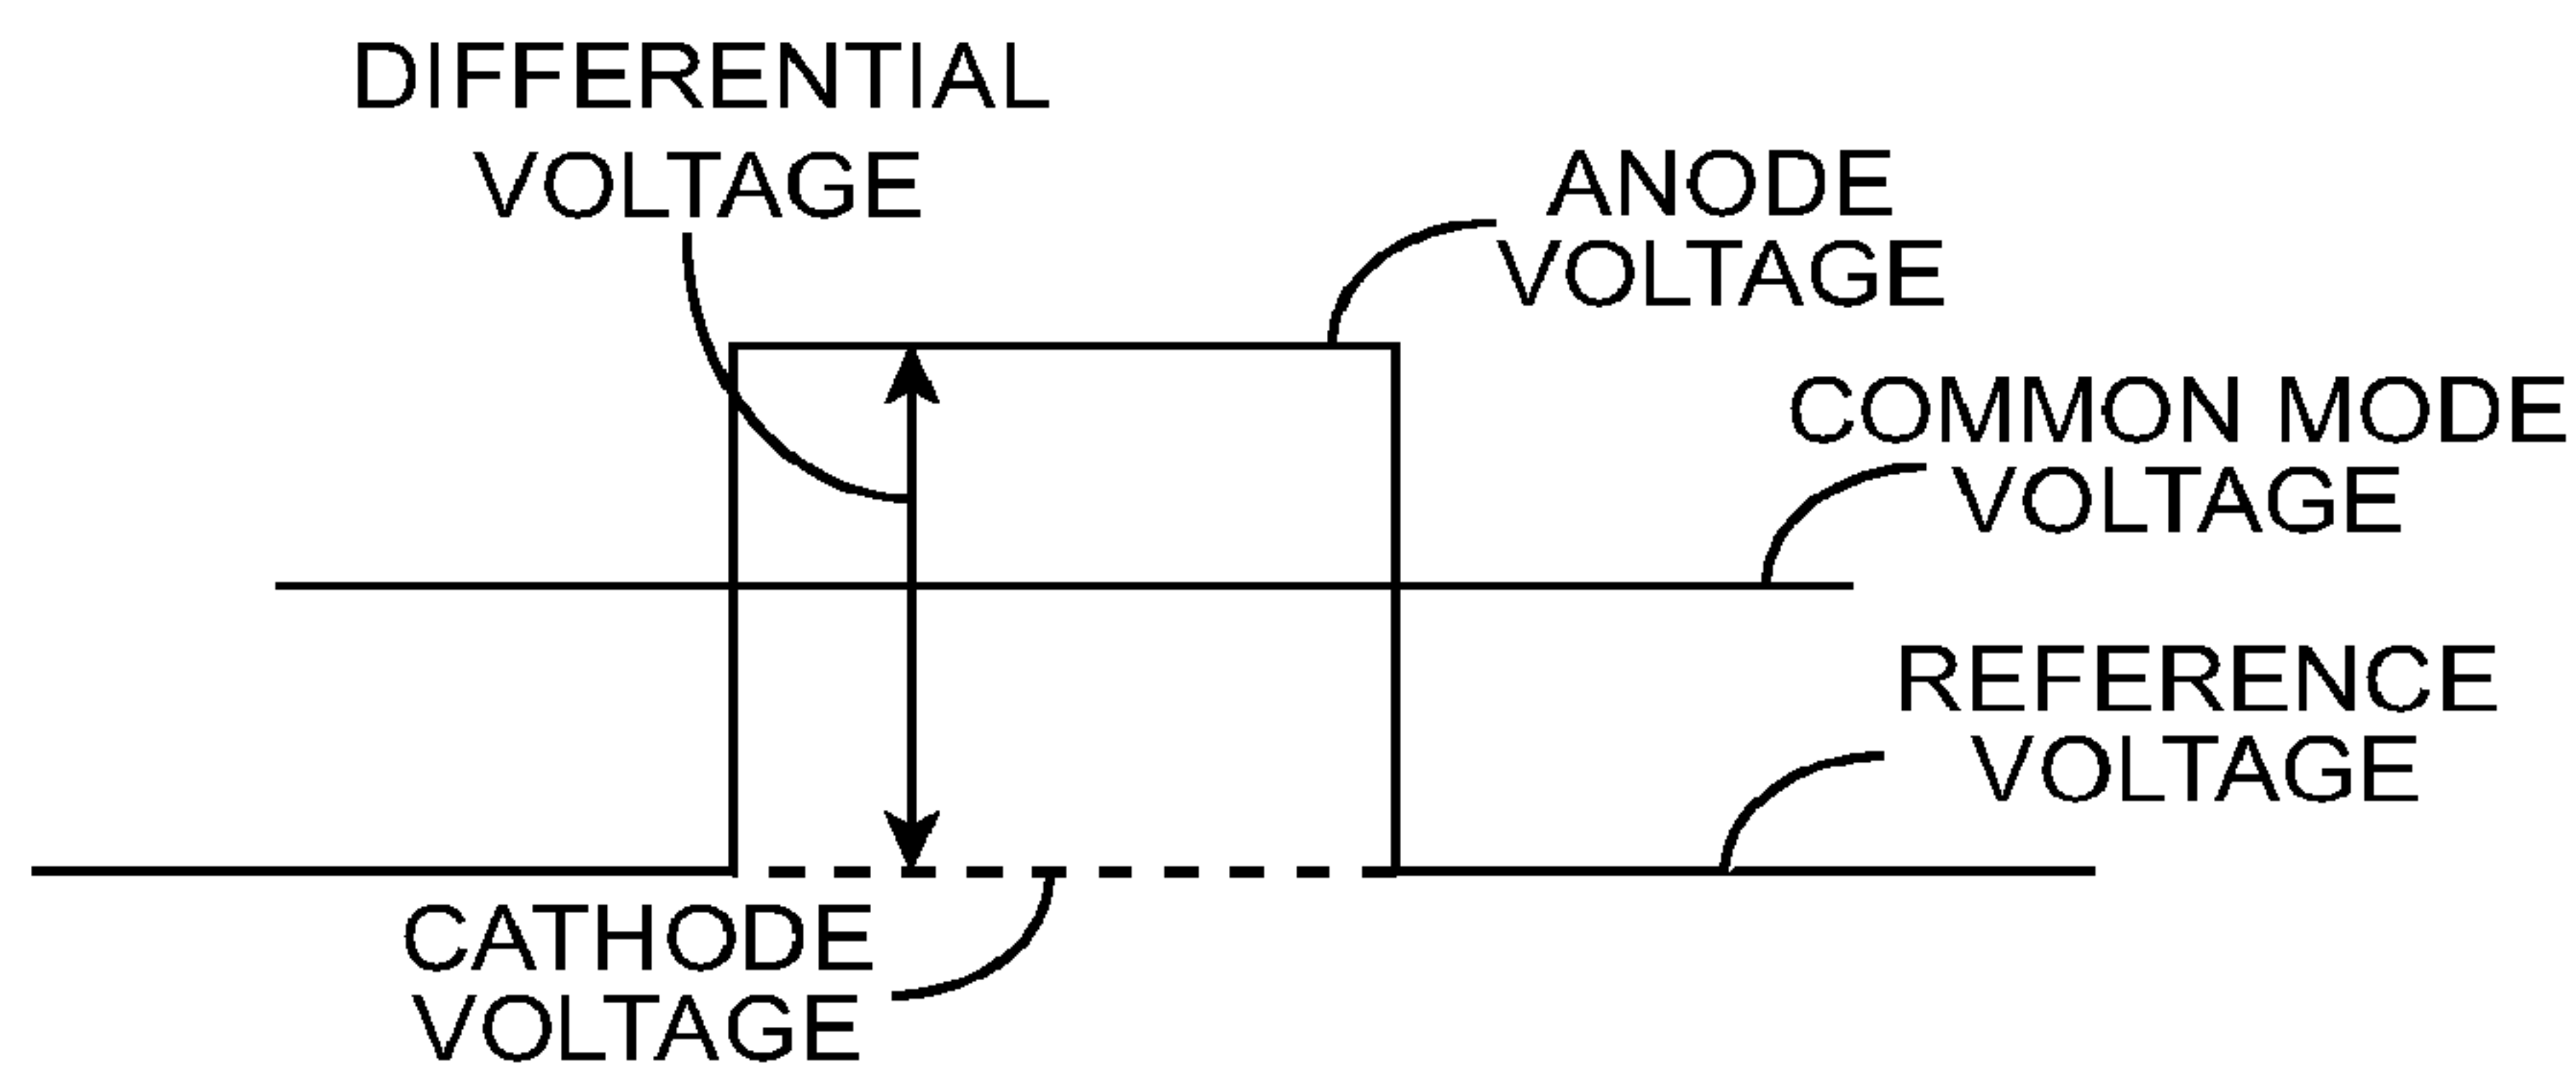 DIFFERENTIAL
VOLTAGE
ANODE
VOLTAGE
COMMON MODE
VOLTAGE
REFERENCE
VOLTAGE
CATHODE
VOLTAGE